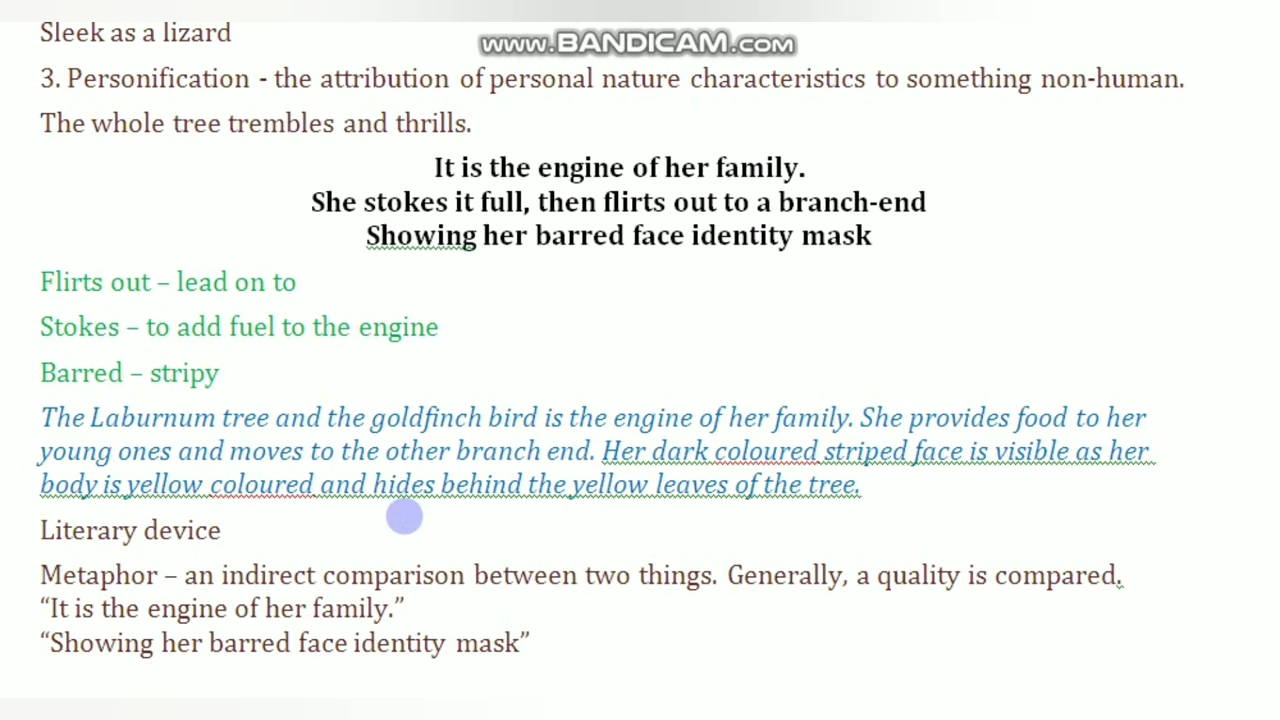 Sleek as a lizard
www.BANDICAM.com
3. Personification - the attribution of personal nature characteristics to something non-human.
The whole tree trembles and thrills.
It is the engine of her family.
She stokes it full, then flirts out to a branch-end
Showing her barred face identity mask
Flirts out – lead on to
Stokes – to add fuel to the engine
Barred – stripy
The Laburnum tree and the goldfinch bird is the engine of her family. She provides food to her
young ones and moves to the other branch end. Her dark coloured striped face is visible as her
body is yellow coloured and hides behind the yellow leaves of the tree.
Literary device
Metaphor – an indirect comparison between two things. Generally, a quality is compared.
“It is the engine of her family.”
“Showing her barred face identity mask”